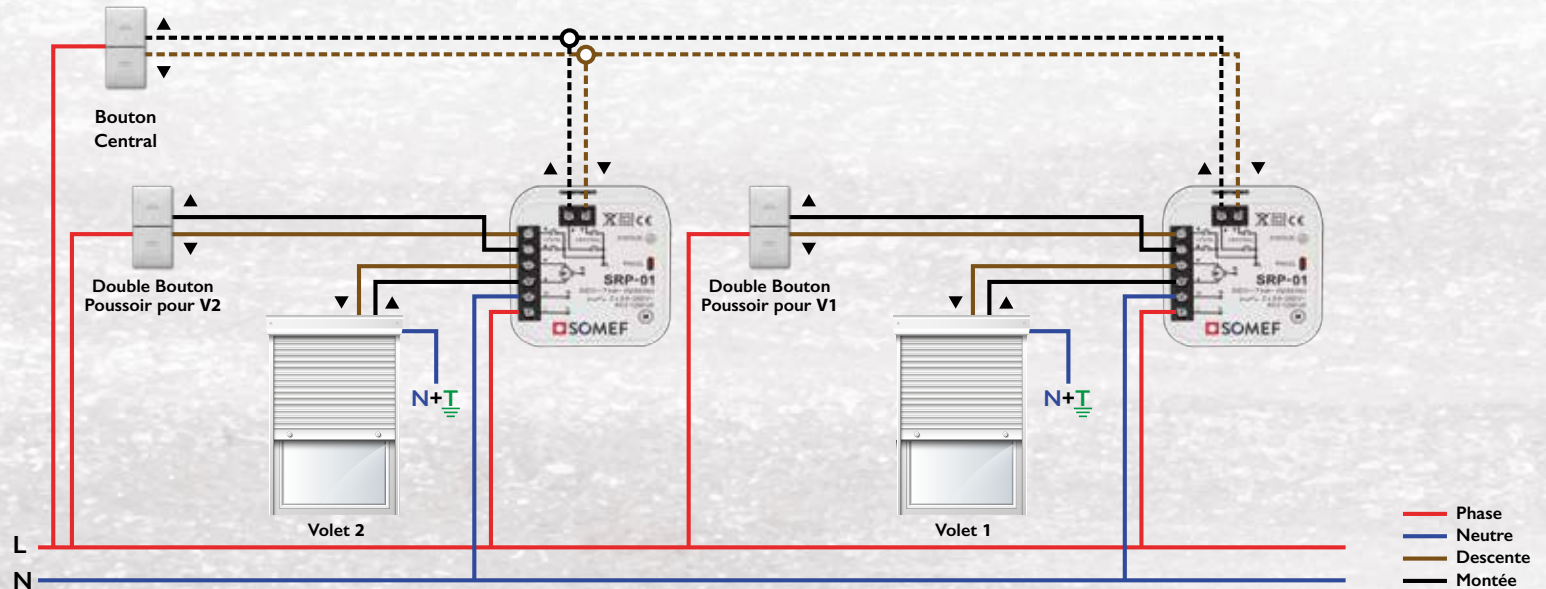 Bouton
Central
Double Bouton
Poussoir pour V2
SRP-01
SOMEF
Double Bouton
Poussoir pour V1
SRP-01
SOMEF
N+T
N+T
Volet 2
Volet 1
L
N
Phase
Neutre
Descente
Montée